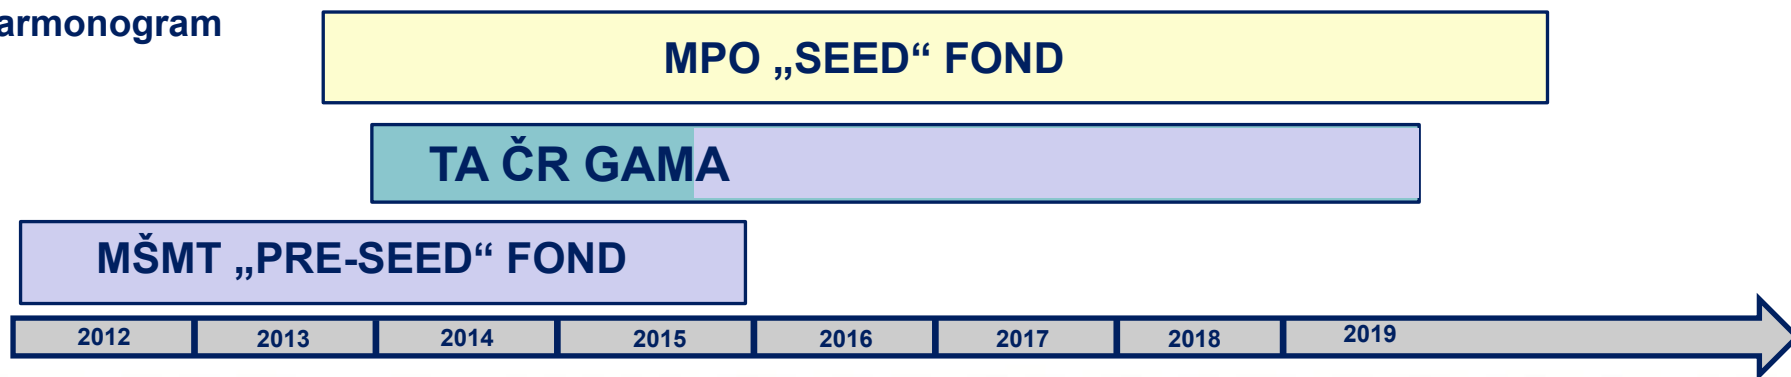 armonogram
MPO „SEED“ FOND
TA ČR GAMA
MŠMT „PRE-SEED“ FOND
2012 2013 2014 2015 2016 2017 2018 2019